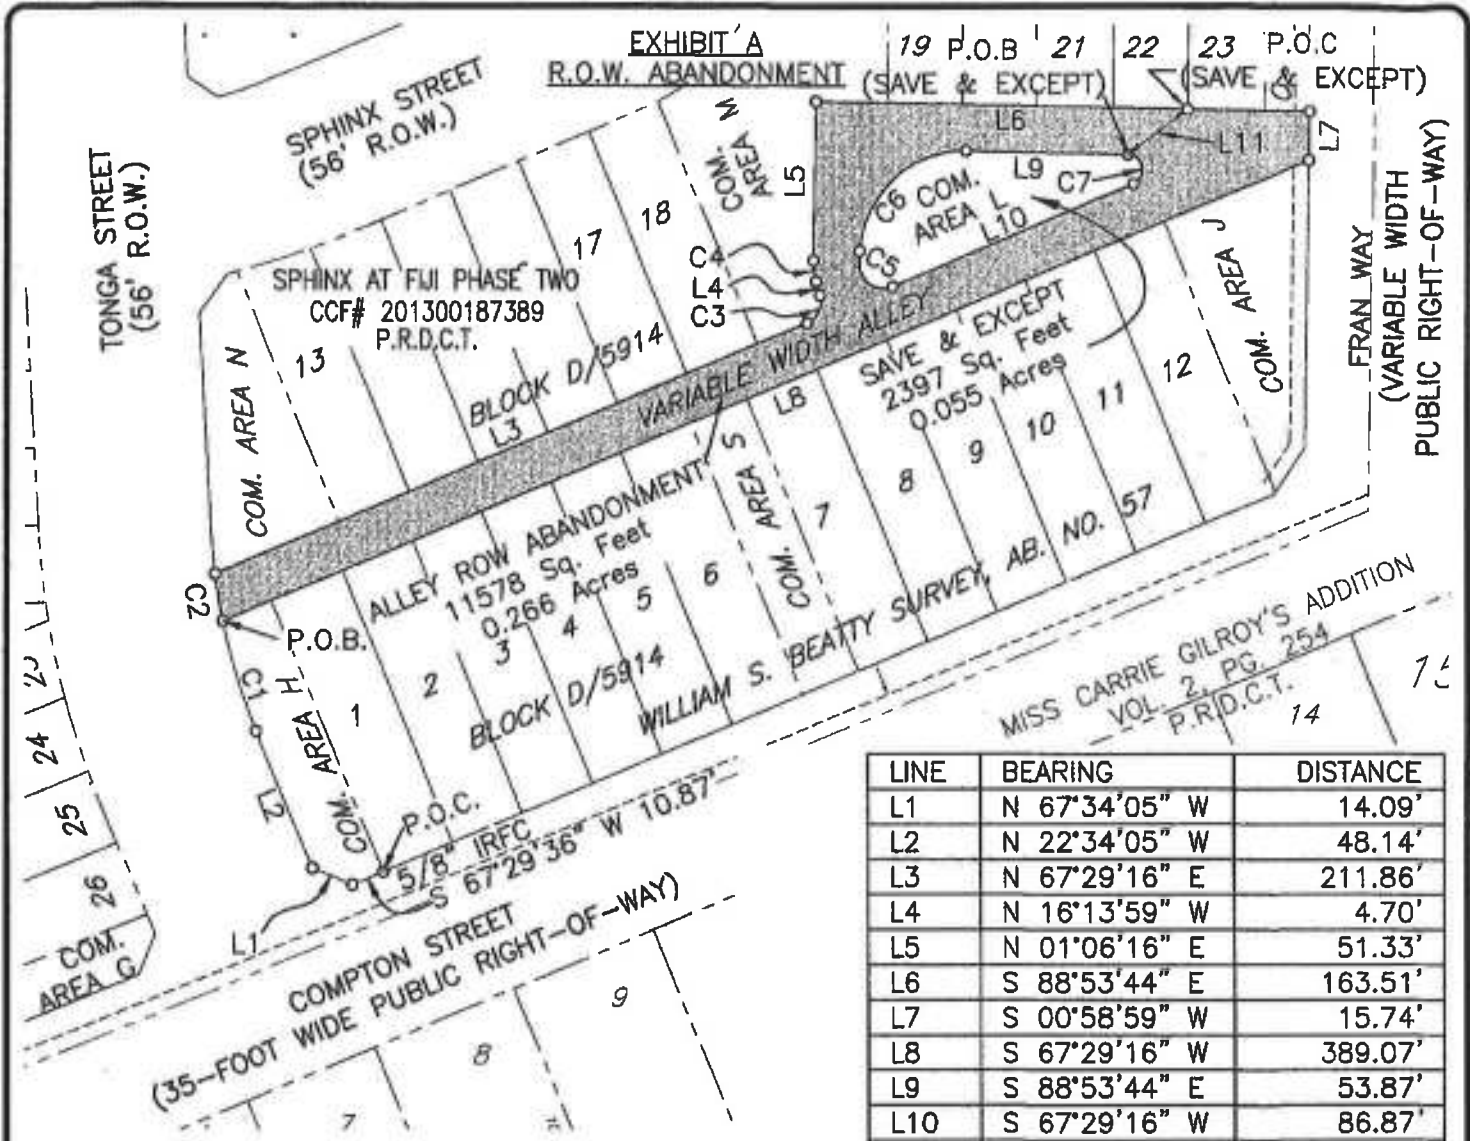 EXHIBIT A
R.O.W. ABANDONMENT
19
P.O.B
(SAVE & EXCEPT)
21
22
23
P.O.C
(SAVE & EXCEPT)
SPHINX STREET
(56' R.O.W.)
TONGA STREET
(56' R.O.W.)
COM.
AREA M
L5
L6
L7
L11
L9
C7
C6
COM.
AREA L
L10
C5
C4
L4
C3
FRAN WAY
(VARIABLE WIDTH
PUBLIC RIGHT-OF-WAY)
17
18
SPHINX AT FIJI PHASE TWO
CCF# 201300187389
P.R.D.C.T.
13
COM. AREA N
BLOCK D/5914
L3
VARIABLE WIDTH ALLEY
L8
SAVE & EXCEPT
2397 Sq. Feet
0.055 Acres
COM. AREA J
12
11
10
9
8
7
COM. AREA S
6
5
4
3
2
1
ALLEY ROW ABANDONMENT
11578 Sq. Feet
0.266 Acres
BLOCK D/5914
WILLIAM S. BEATTY SURVEY, AB. NO. 57
C2
P.O.B.
C1
COM. AREA H
L2
P.O.C.
5/8" IRFC
S 67°29'36" W 10.87'
L1
24
25
26
COM.
AREA G
COMPTON STREET
(35-FOOT WIDE PUBLIC RIGHT-OF-WAY)
7
8
9
MISS CARRIE GILROY'S ADDITION
VOL. 2, PG. 254
P.R.D.C.T.
14
LINE BEARING DISTANCE
L1 N 67°34'05" W 14.09'
L2 N 22°34'05" W 48.14'
L3 N 67°29'16" E 211.86'
L4 N 16°13'59" W 4.70'
L5 N 01°06'16" E 51.33'
L6 S 88°53'44" E 163.51'
L7 S 00°58'59" W 15.74'
L8 S 67°29'16" W 389.07'
L9 S 88°53'44" E 53.87'
L10 S 67°29'16" W 86.87'